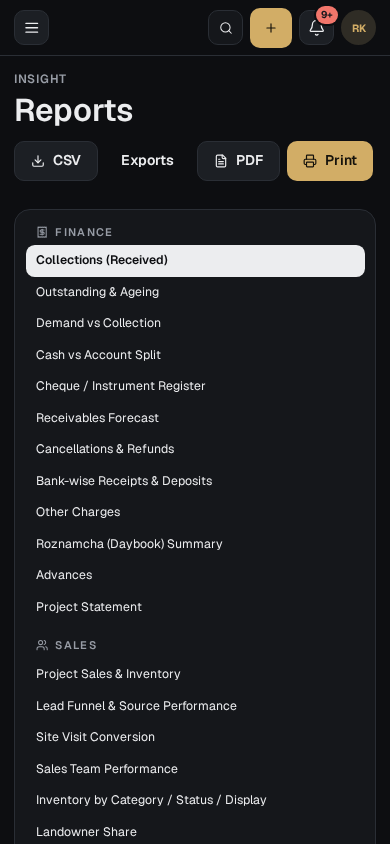 9+
RK
INSIGHT
Reports
CSV Exports PDF Print
FINANCE
Collections (Received)
Outstanding & Ageing
Demand vs Collection
Cash vs Account Split
Cheque / Instrument Register
Receivables Forecast
Cancellations & Refunds
Bank-wise Receipts & Deposits
Other Charges
Roznamcha (Daybook) Summary
Advances
Project Statement
SALES
Project Sales & Inventory
Lead Funnel & Source Performance
Site Visit Conversion
Sales Team Performance
Inventory by Category / Status / Display
Landowner Share